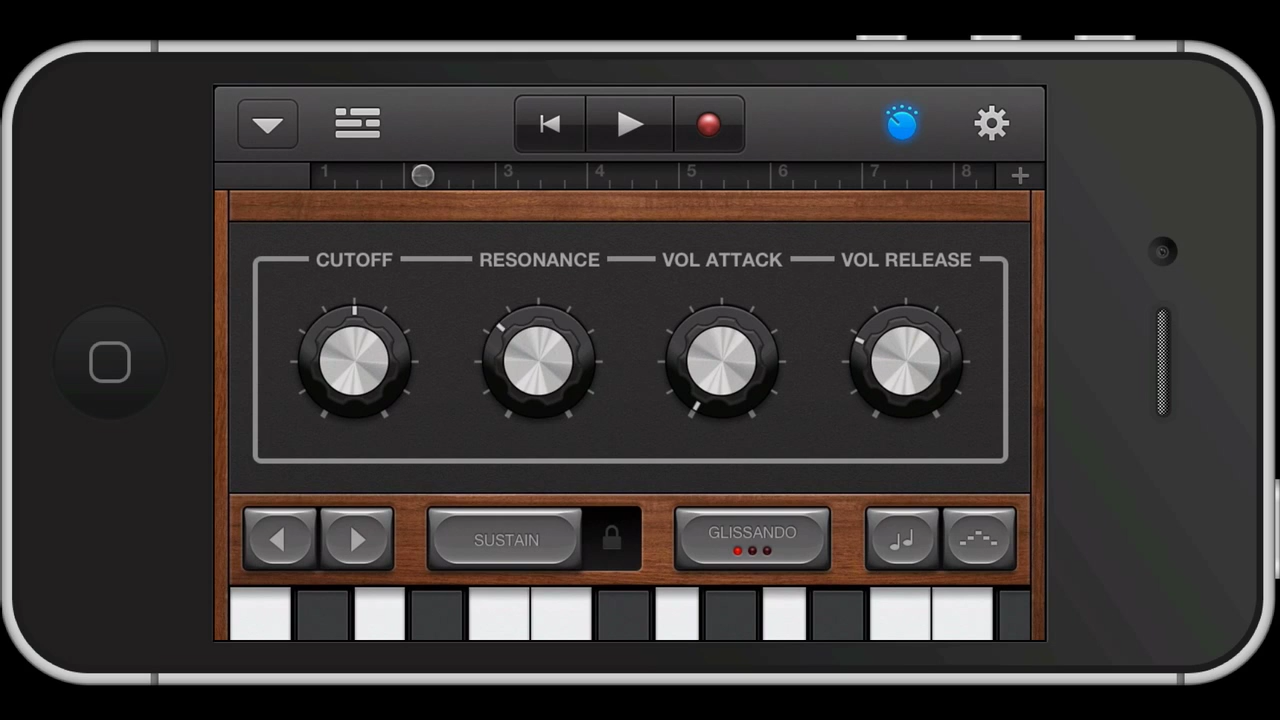 1 3 4 5 6 7 8
CUTOFF RESONANCE VOL ATTACK VOL RELEASE
SUSTAIN GLISSANDO